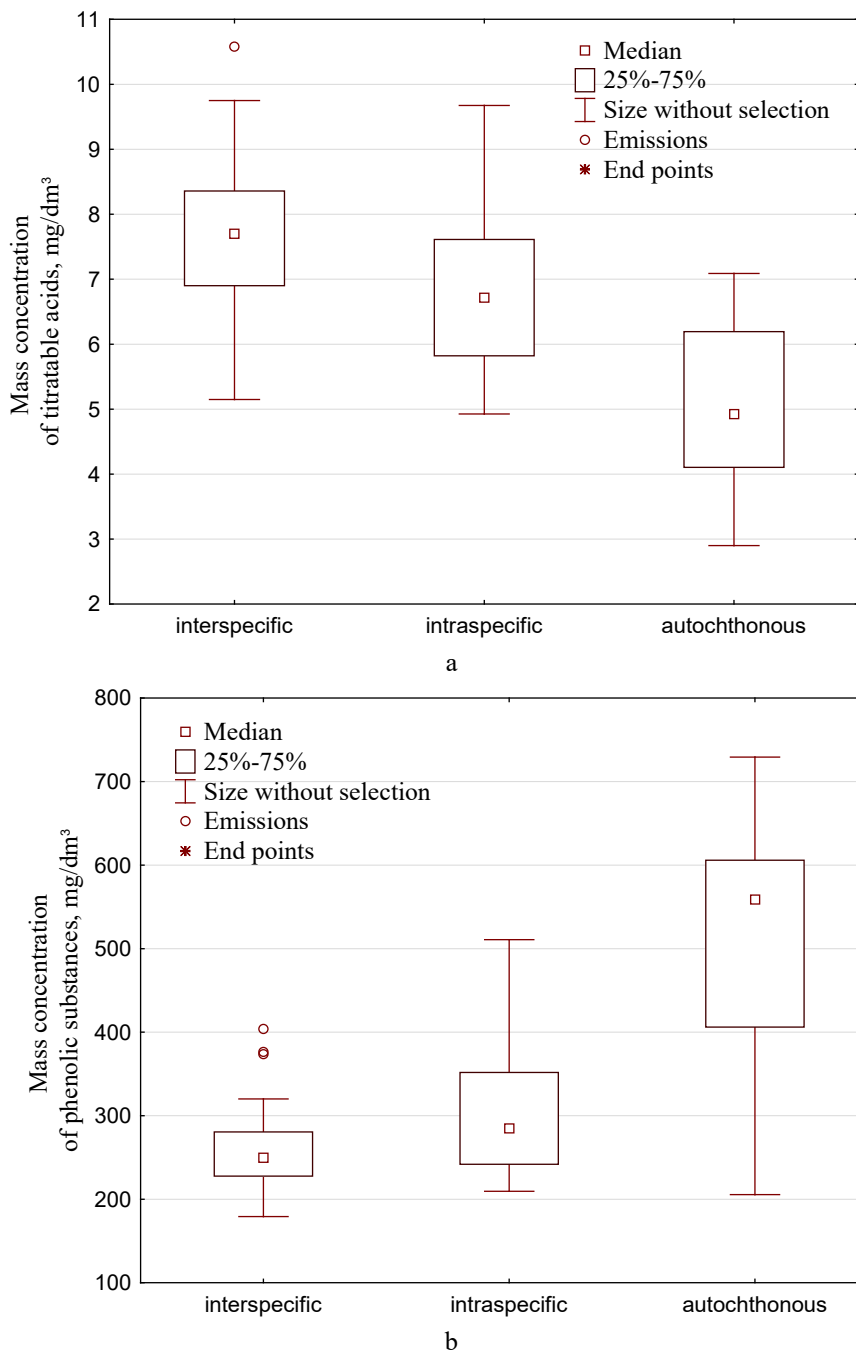 11
10
9
8
7
6
5
4
3
2
Mass concentration
of titratable acids, mg/dm³
Median
25%-75%
Size without selection
Emissions
End points
interspecific
intraspecific
autochthonous
a
800
700
600
500
400
300
200
100
Mass concentration
of phenolic substances, mg/dm³
Median
25%-75%
Size without selection
Emissions
End points
interspecific
intraspecific
autochthonous
b